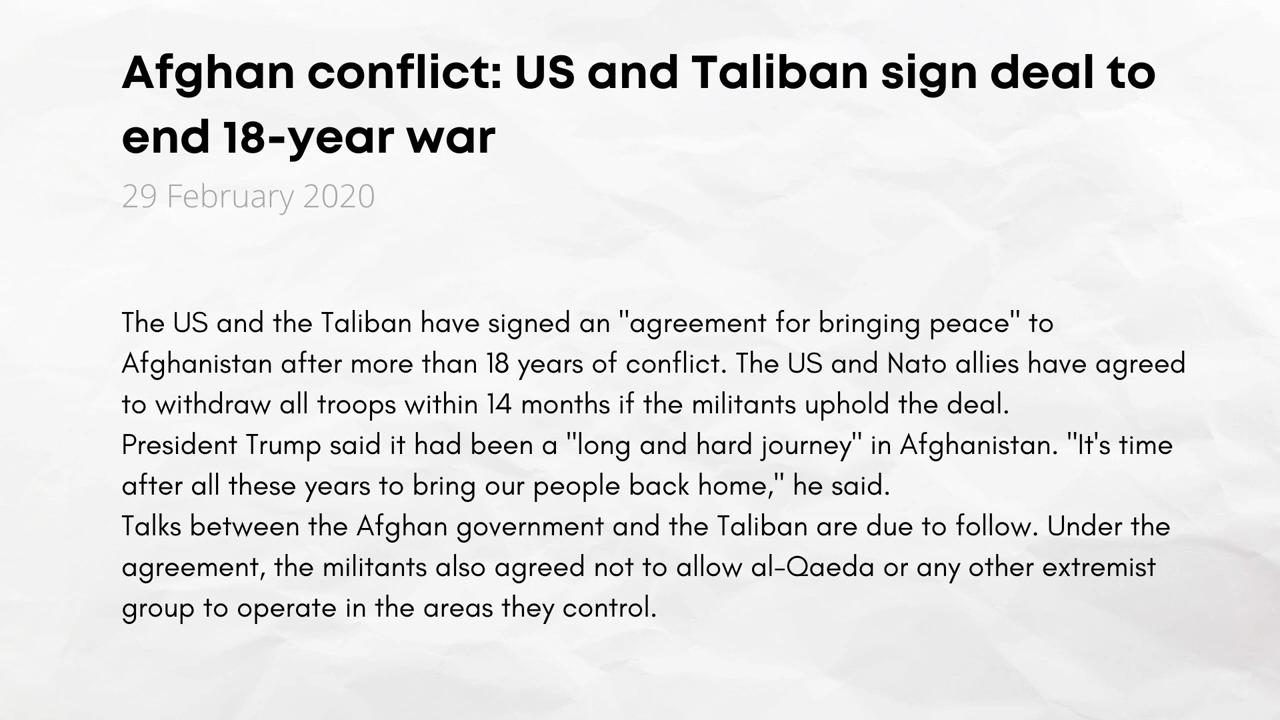 Afghan conflict: US and Taliban sign deal to
end 18-year war
29 February 2020
The US and the Taliban have signed an "agreement for bringing peace" to
Afghanistan after more than 18 years of conflict. The US and Nato allies have agreed
to withdraw all troops within 14 months if the militants uphold the deal.
President Trump said it had been a "long and hard journey" in Afghanistan. "It's time
after all these years to bring our people back home," he said.
Talks between the Afghan government and the Taliban are due to follow. Under the
agreement, the militants also agreed not to allow al-Qaeda or any other extremist
group to operate in the areas they control.